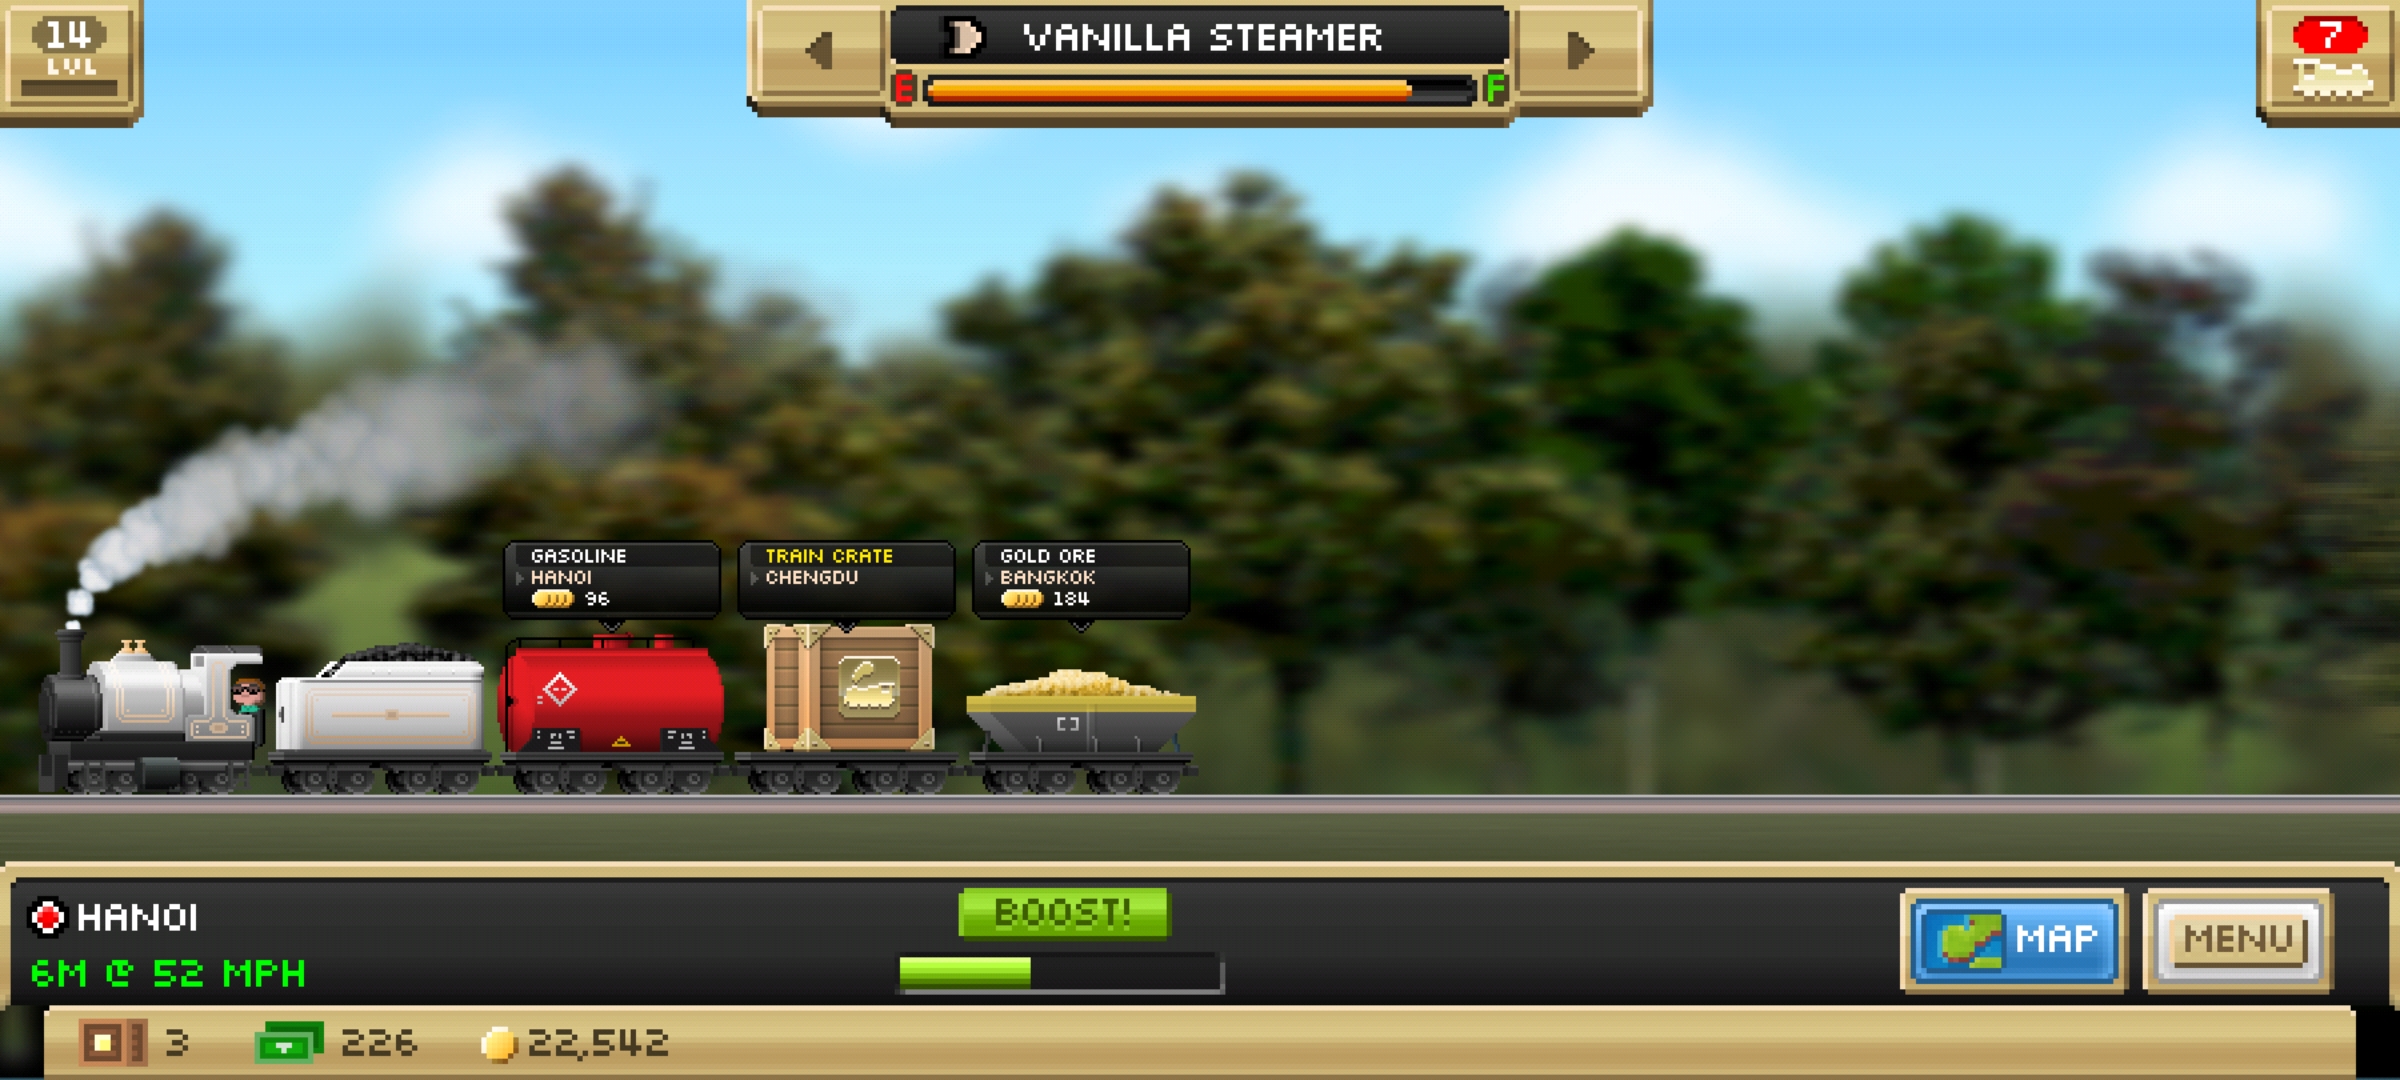 14
LVL
VANILLA STEAMER
E F
7
GASOLINE
HANOI
96
TRAIN CRATE
CHENGDU
GOLD ORE
BANGKOK
184
HANOI
6M @ 52 MPH
BOOST!
MAP
MENU
3
226
22,542